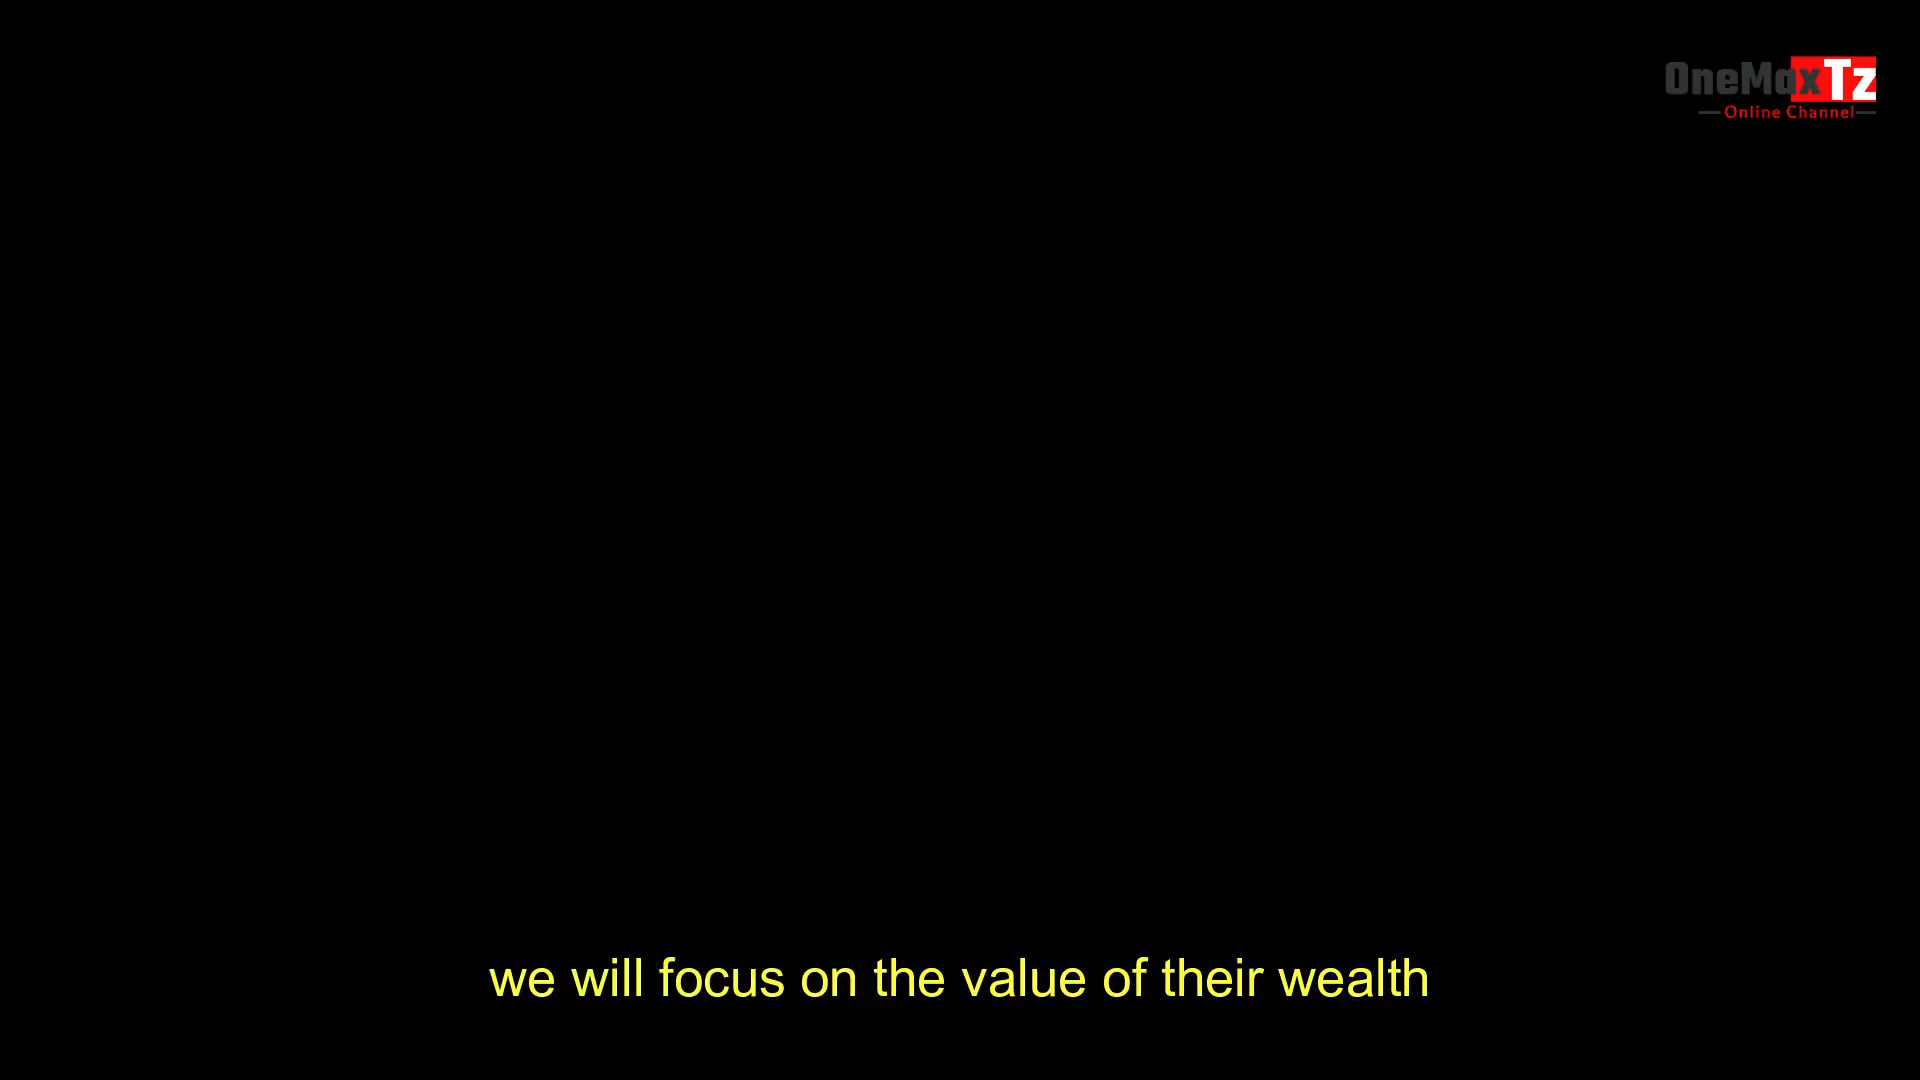 OneMaxTz
Online Channel
we will focus on the value of their wealth